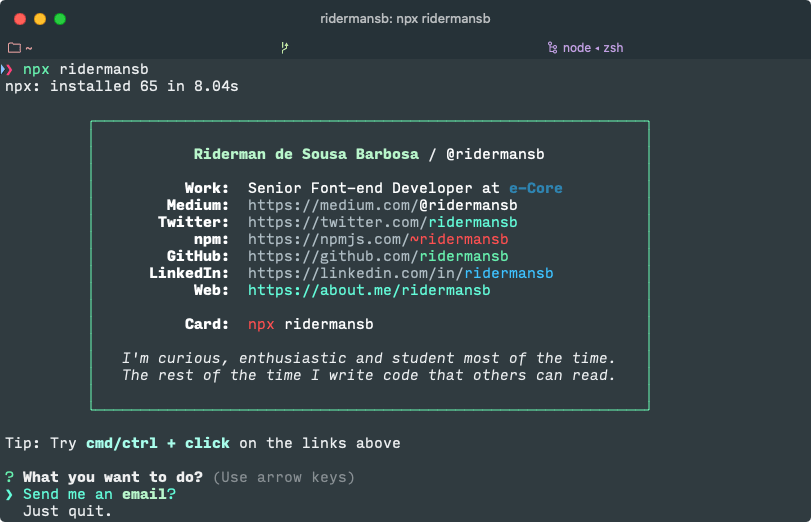 ridermansb: npx ridermansb
~
node ◂ zsh
❯ npx ridermansb
npx: installed 65 in 8.04s
Riderman de Sousa Barbosa / @ridermansb
Work: Senior Font-end Developer at e-Core
Medium: https://medium.com/@ridermansb
Twitter: https://twitter.com/ridermansb
npm: https://npmjs.com/~ridermansb
GitHub: https://github.com/ridermansb
LinkedIn: https://linkedin.com/in/ridermansb
Web: https://about.me/ridermansb
Card: npx ridermansb
I'm curious, enthusiastic and student most of the time.
The rest of the time I write code that others can read.
Tip: Try cmd/ctrl + click on the links above
? What you want to do? (Use arrow keys)
❯ Send me an email?
Just quit.